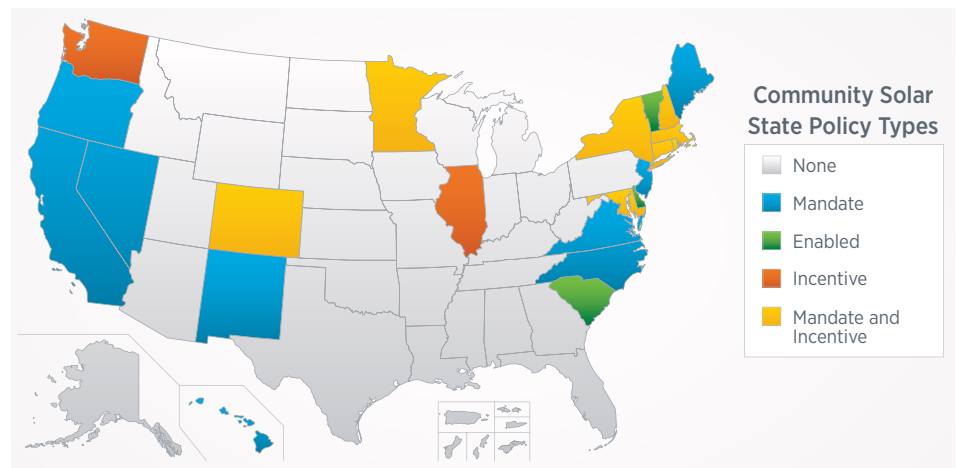 Community Solar
State Policy Types
None
Mandate
Enabled
Incentive
Mandate and
Incentive